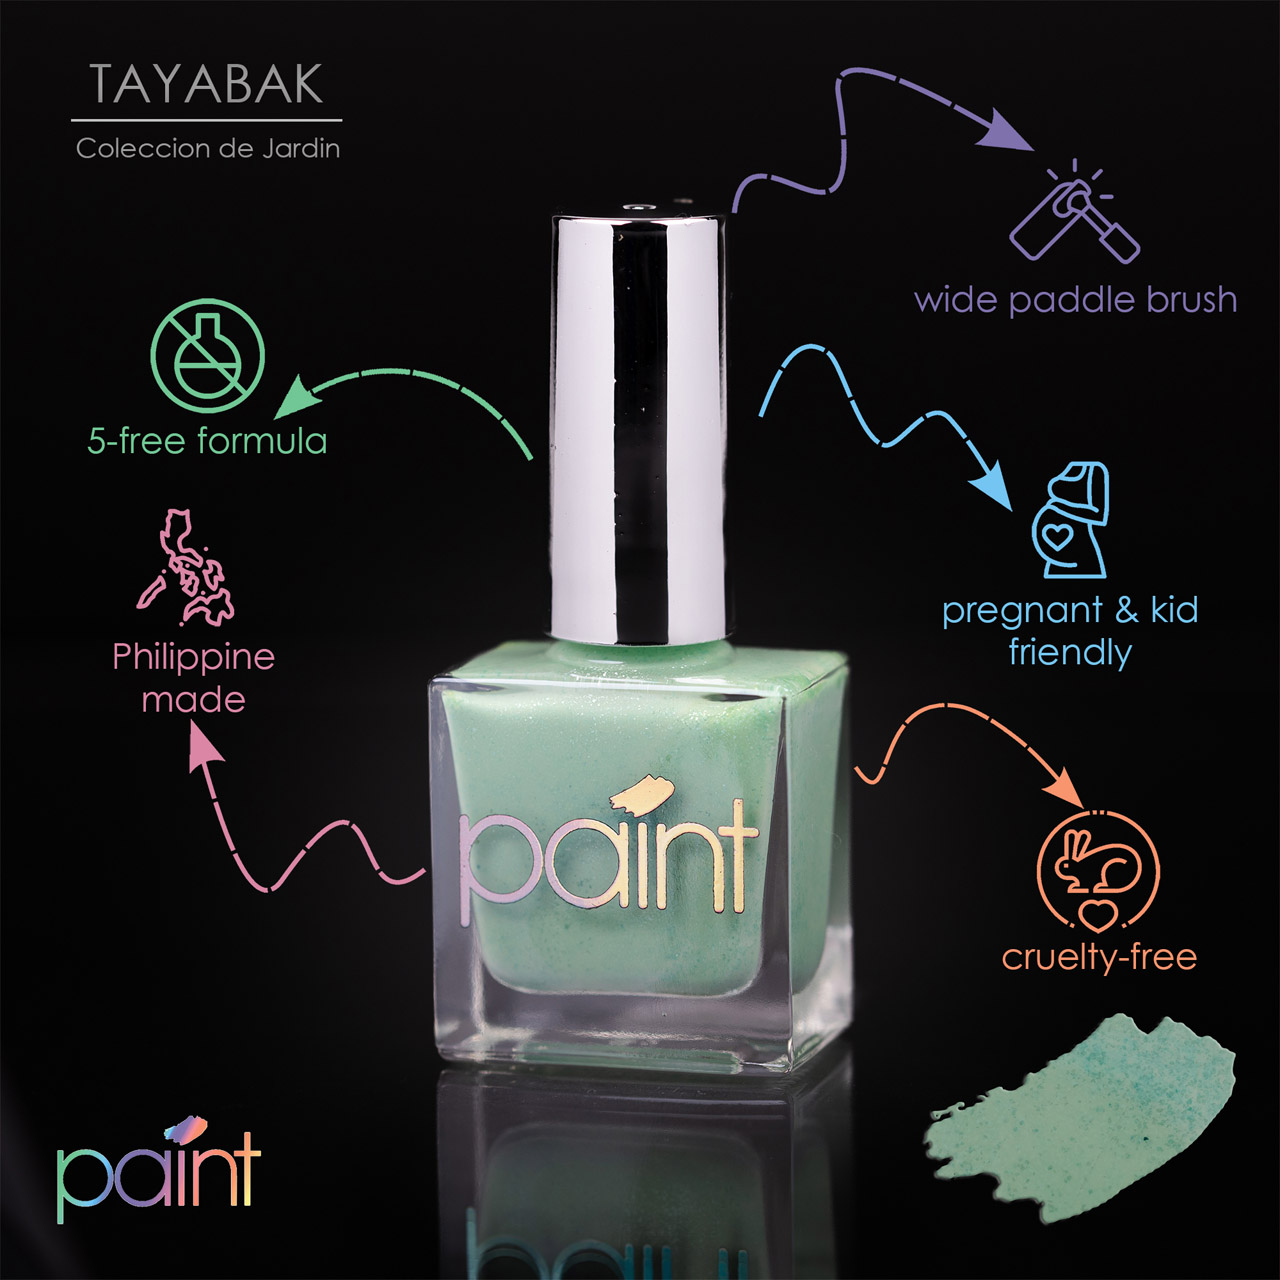 TAYABAK
Coleccion de Jardin
wide paddle brush
5-free formula
pregnant & kid
friendly
Philippine
made
paint
cruelty-free
paint